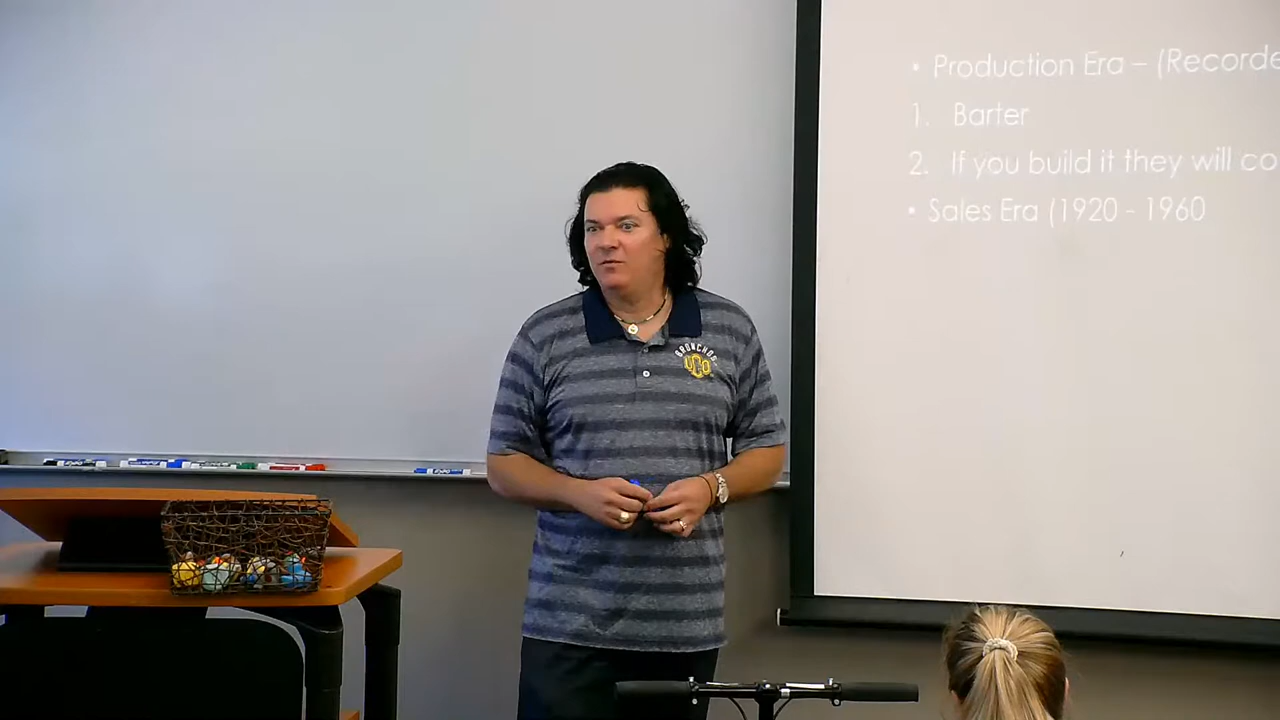 • Production Era – (Recorde
1. Barter
2. If you build it they will co
• Sales Era (1920 - 1960
BRONCHOS
UCO